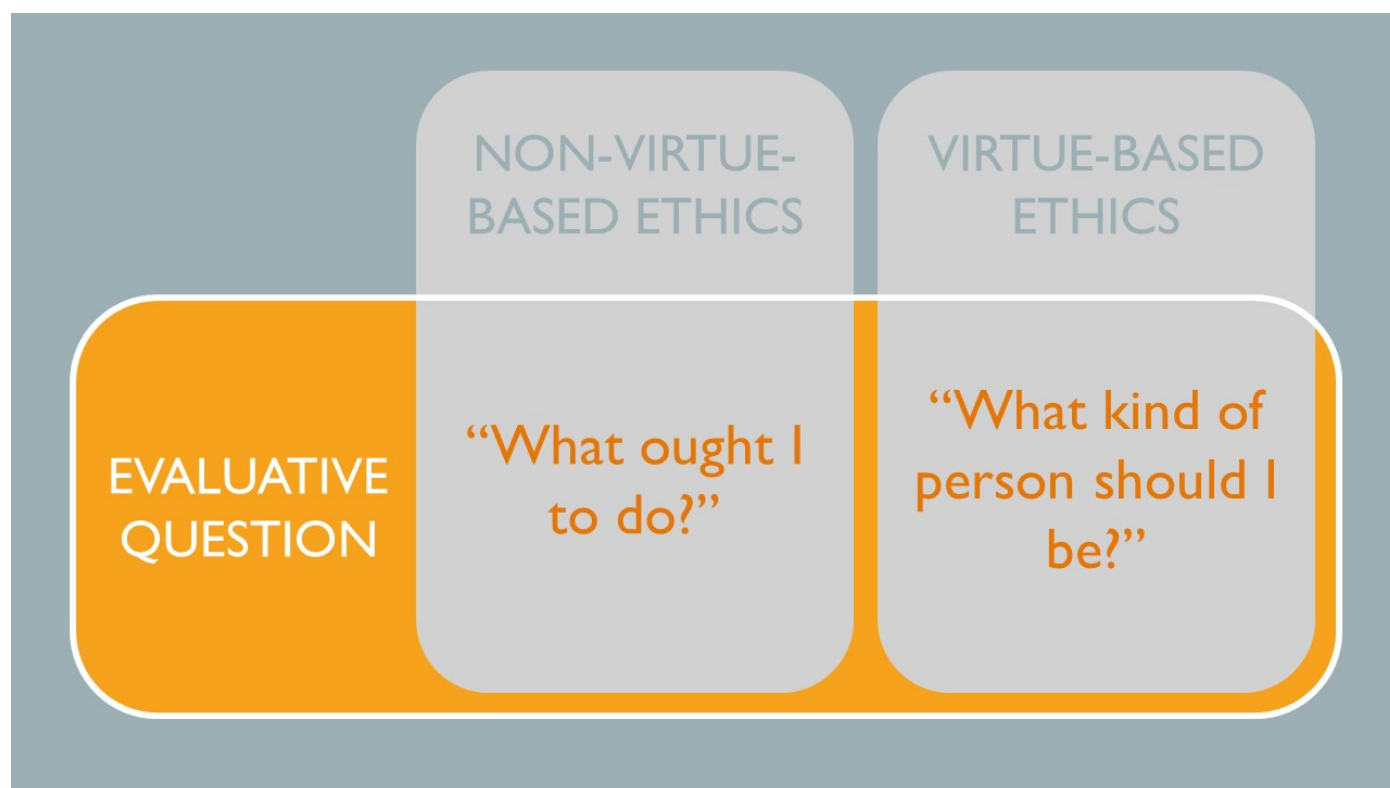 NON-VIRTUE-
BASED ETHICS
VIRTUE-BASED
ETHICS
EVALUATIVE
QUESTION
“What ought I
to do?”
“What kind of
person should I
be?”